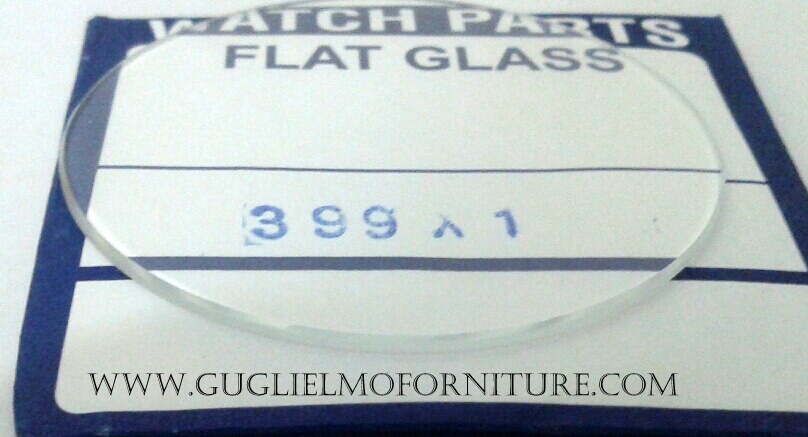 WATCH PARTS
FLAT GLASS
399 x 1
WWW.GUGLIELMOFORNITURE.COM